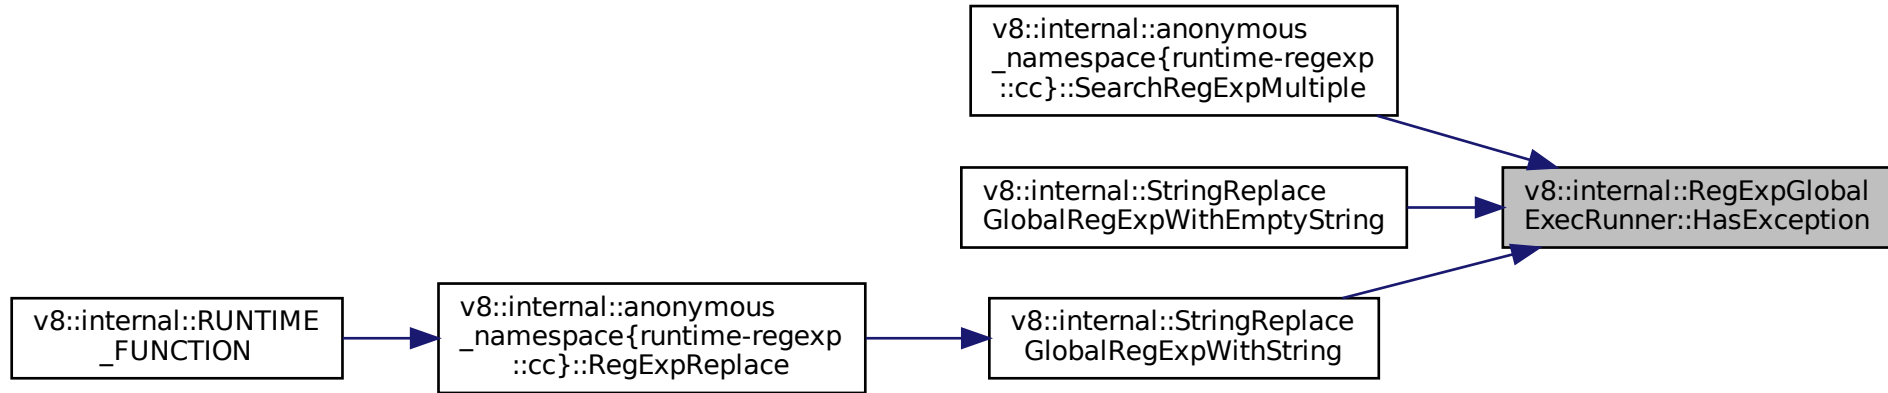 v8::internal::anonymous
_namespace{runtime-regexp
::cc}::SearchRegExpMultiple
v8::internal::StringReplace
GlobalRegExpWithEmptyString
v8::internal::RegExpGlobal
ExecRunner::HasException
v8::internal::RUNTIME
_FUNCTION
v8::internal::anonymous
_namespace{runtime-regexp
::cc}::RegExpReplace
v8::internal::StringReplace
GlobalRegExpWithString